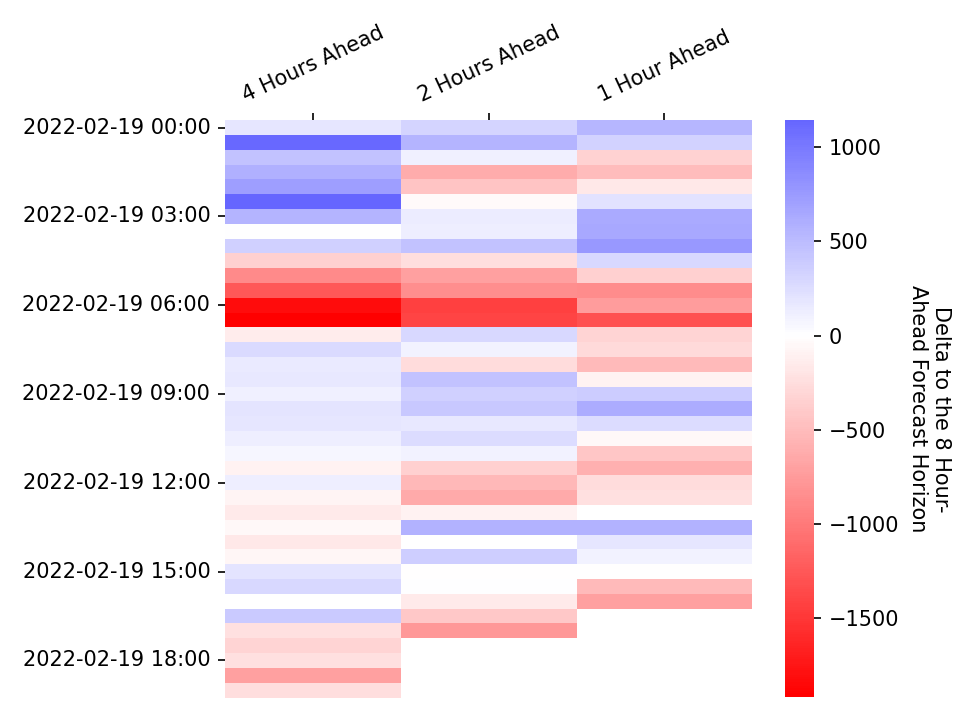 4 Hours Ahead
2 Hours Ahead
1 Hour Ahead
2022-02-19 00:00
2022-02-19 03:00
2022-02-19 06:00
2022-02-19 09:00
2022-02-19 12:00
2022-02-19 15:00
2022-02-19 18:00
1000
500
0
−500
−1000
−1500
Delta to the 8 Hour-
Ahead Forecast Horizon